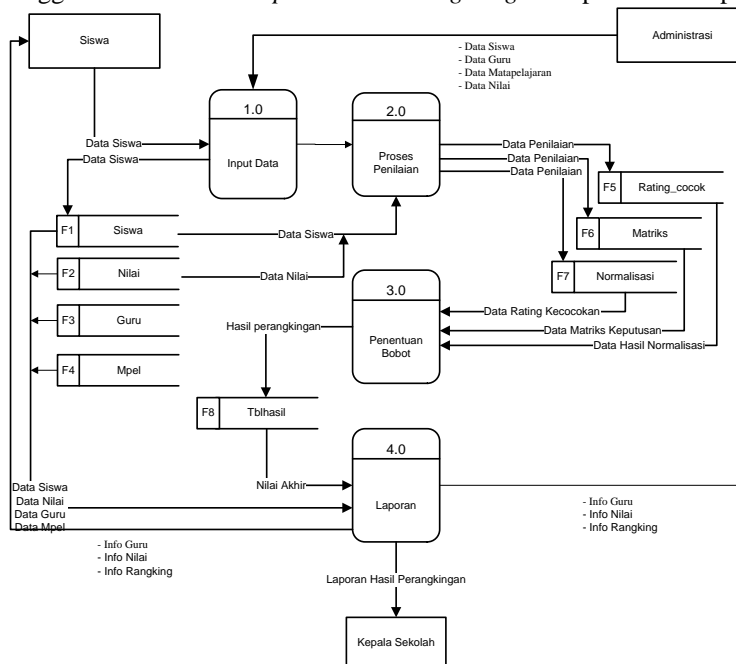 Siswa
Administrasi
- Data Siswa
- Data Guru
- Data Matapelajaran
- Data Nilai
1.0
Input Data
2.0
Proses
Penilaian
Data Siswa
Data Siswa
Data Penilaian
Data Penilaian
Data Penilaian
F5 Rating_cocok
F6 Matriks
F7 Normalisasi
F1 Siswa
Data Siswa
F2 Nilai
Data Nilai
F3 Guru
F4 Mpel
3.0
Penentuan
Bobot
Data Rating Kecocokan
Data Matriks Keputusan
Data Hasil Normalisasi
Hasil perangkingan
F8 Tblhasil
4.0
Laporan
Nilai Akhir
Data Siswa
Data Nilai
Data Guru
Data Mpel
- Info Guru
- Info Nilai
- Info Rangking
- Info Guru
- Info Nilai
- Info Rangking
Laporan Hasil Perangkingan
Kepala Sekolah